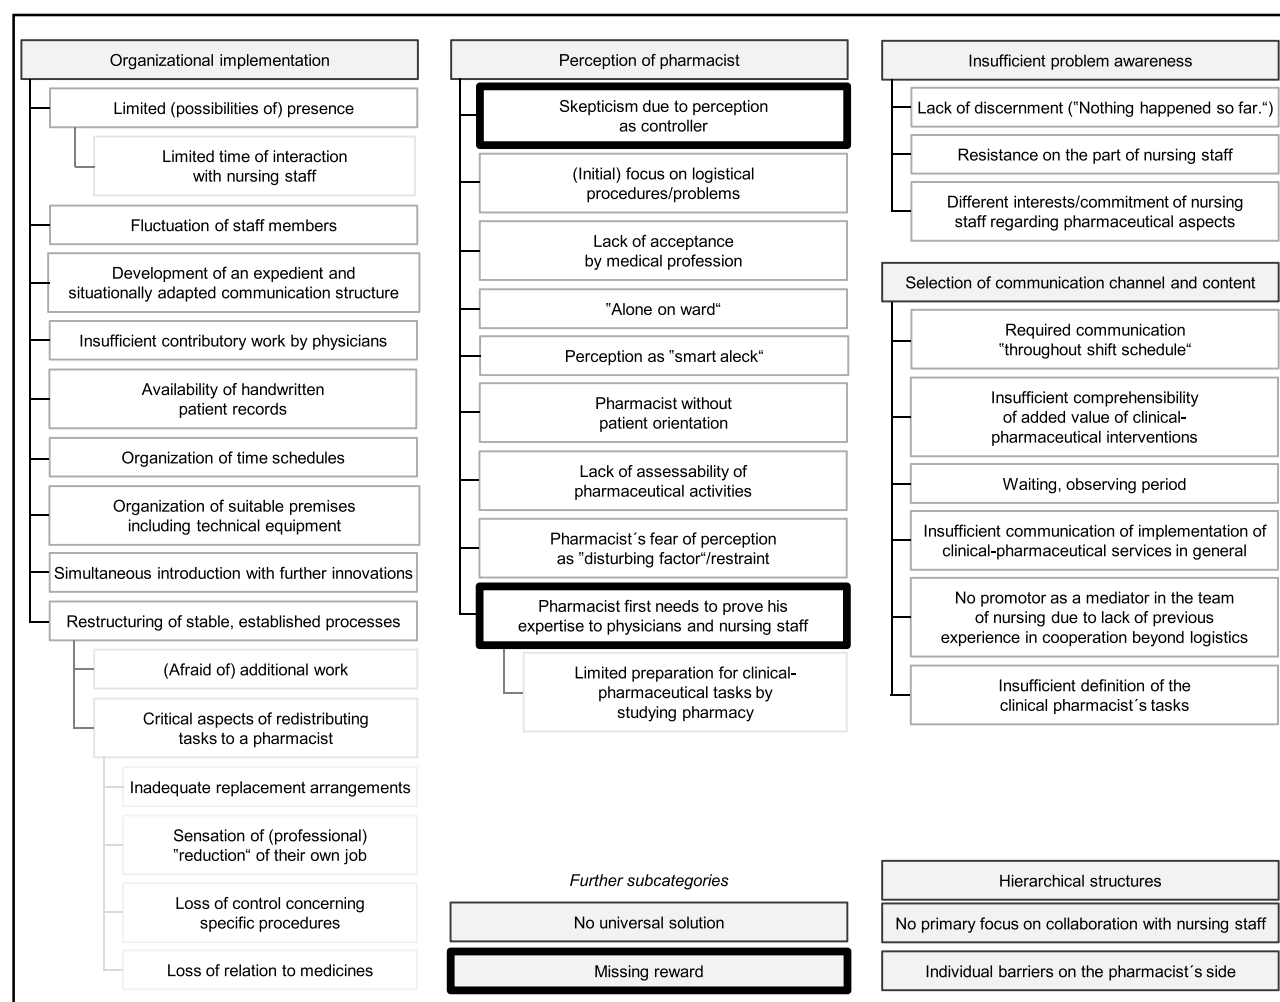 Organizational implementation
Limited (possibilities of) presence
Limited time of interaction
with nursing staff
Fluctuation of staff members
Development of an expedient and
situationally adapted communication structure
Insufficient contributory work by physicians
Availability of handwritten
patient records
Organization of time schedules
Organization of suitable premises
including technical equipment
Simultaneous introduction with further innovations
Restructuring of stable, established processes
(Afraid of) additional work
Critical aspects of redistributing
tasks to a pharmacist
Inadequate replacement arrangements
Sensation of (professional)
"reduction“ of their own job
Loss of control concerning
specific procedures
Loss of relation to medicines
Perception of pharmacist
Skepticism due to perception
as controller
(Initial) focus on logistical
procedures/problems
Lack of acceptance
by medical profession
"Alone on ward“
Perception as "smart aleck“
Pharmacist without
patient orientation
Lack of assessability of
pharmaceutical activities
Pharmacist´s fear of perception
as "disturbing factor“/restraint
Pharmacist first needs to prove his
expertise to physicians and nursing staff
Limited preparation for clinical-
pharmaceutical tasks by
studying pharmacy
Further subcategories
No universal solution
Missing reward
Insufficient problem awareness
Lack of discernment ("Nothing happened so far.“)
Resistance on the part of nursing staff
Different interests/commitment of nursing
staff regarding pharmaceutical aspects
Selection of communication channel and content
Required communication
"throughout shift schedule“
Insufficient comprehensibility
of added value of clinical-
pharmaceutical interventions
Waiting, observing period
Insufficient communication of implementation of
clinical-pharmaceutical services in general
No promotor as a mediator in the team
of nursing due to lack of previous
experience in cooperation beyond logistics
Insufficient definition of the
clinical pharmacist´s tasks
Hierarchical structures
No primary focus on collaboration with nursing staff
Individual barriers on the pharmacist´s side